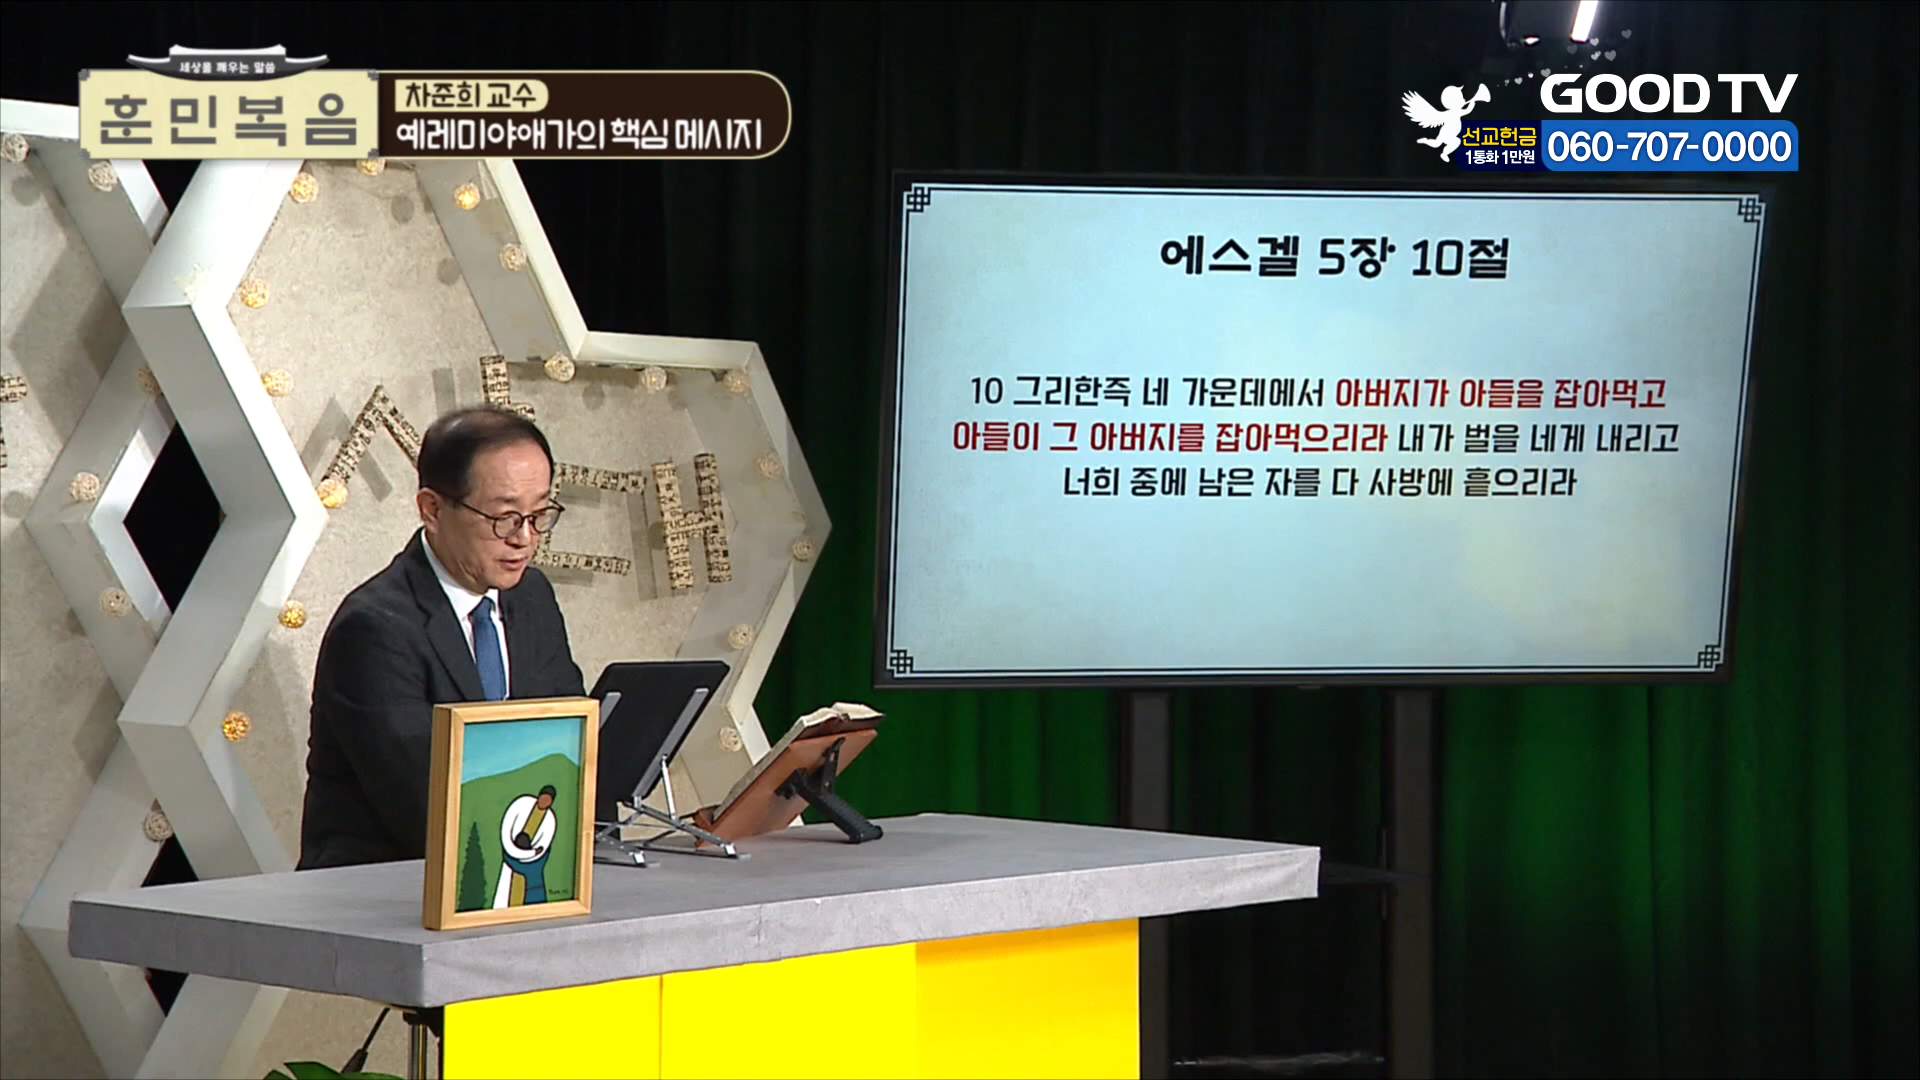 세상을 깨우는 말씀
훈민복음
차준희 교수
예레미야애가의 핵심 메시지
GOODTV
선교헌금
1통화 1만원
060-707-0000
에스겔 5장 10절
10 그리한즉 네 가운데에서 아버지가 아들을 잡아먹고
아들이 그 아버지를 잡아먹으리라 내가 벌을 네게 내리고
너희 중에 남은 자를 다 사방에 흩으리라